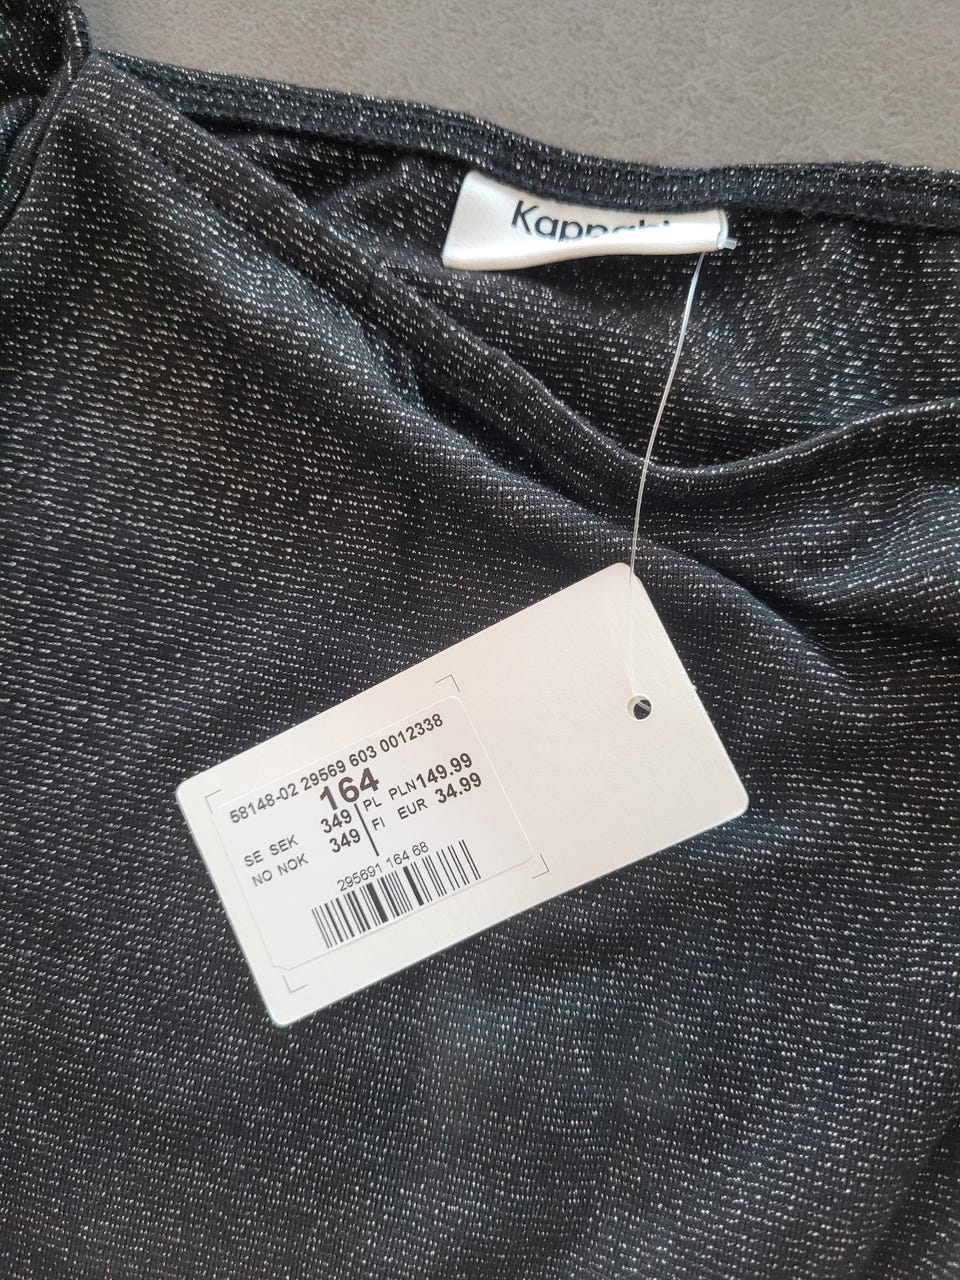 58148-02 29569 603 0012338
164
SE SEK 349 PL PLN149.99
NO NOK 349 FI EUR 34.99
295691 164 68